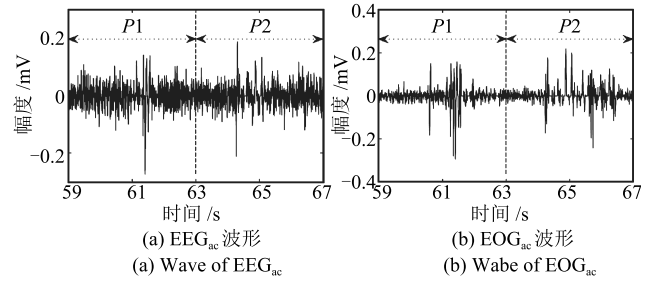 P1 P2
0.2
0
−0.2
幅度 /mV
59 61 63 65 67
时间 /s
(a) EEGac 波形
(a) Wave of EEGac
P1 P2
0.4
0.2
0
−0.2
−0.4
幅度 /mV
59 61 63 65 67
时间 /s
(b) EOGac 波形
(b) Wabe of EOGac